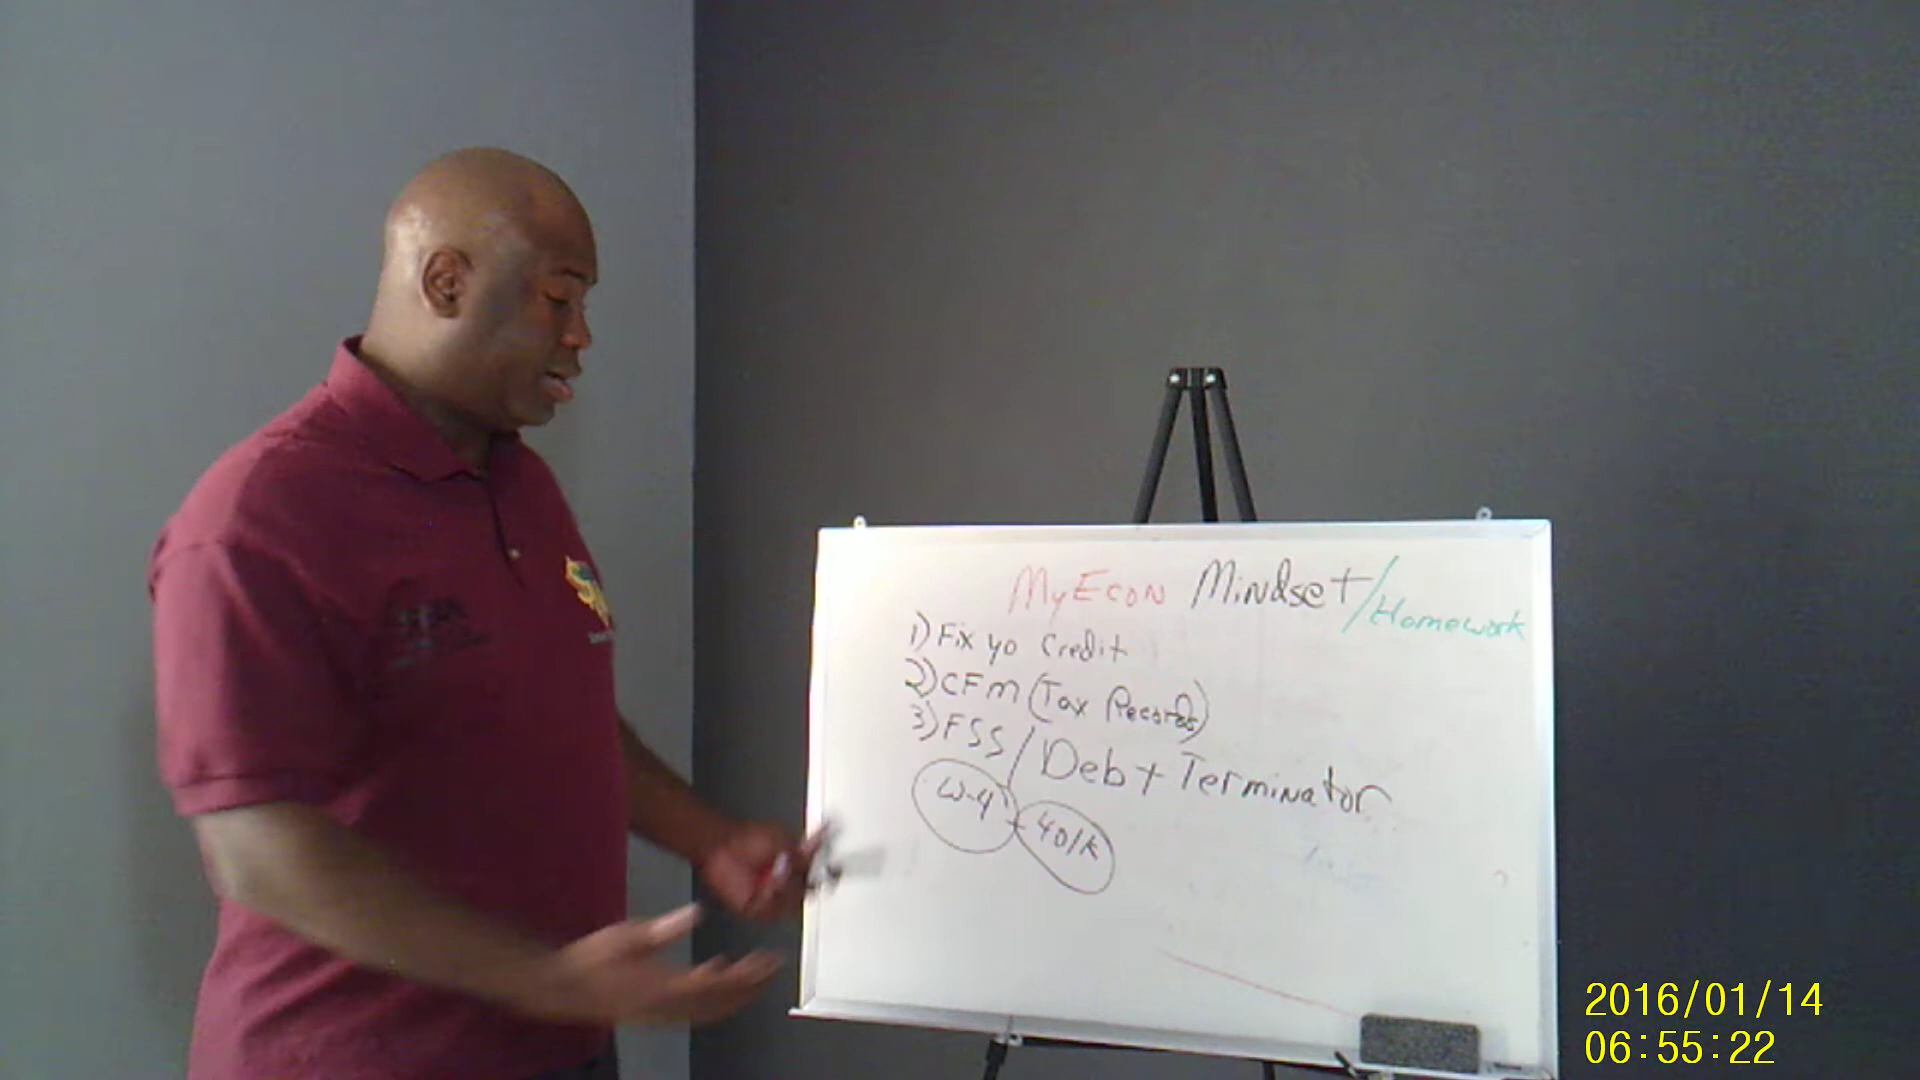 MyEcon Mindset/Homework
1) Fix yo Credit
2) CFM (Tax Records)
3) FSS / Debt Terminator
W-4 + 401k
2016/01/14
06:55:22